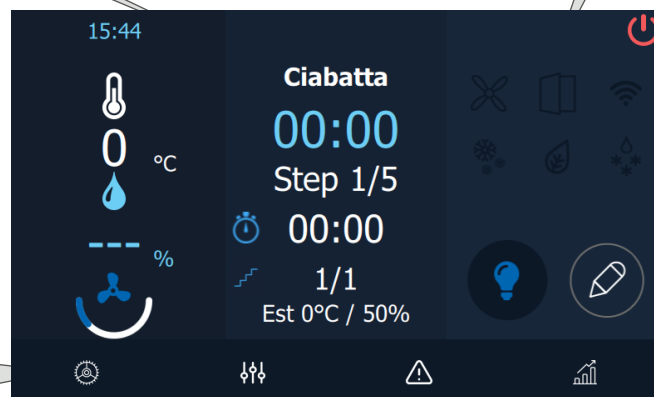 15:44
0 °C
--- %
Ciabatta
00:00
Step 1/5
00:00
1/1
Est 0°C / 50%